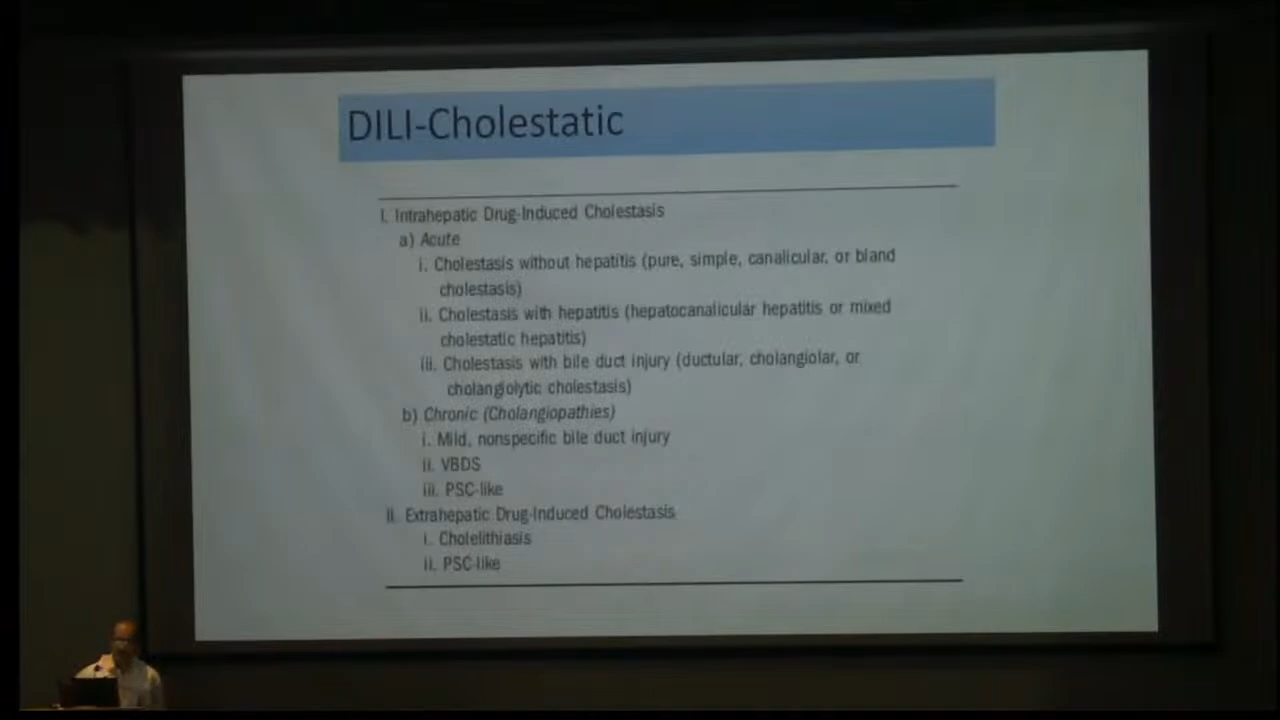 DILI-Cholestatic
I. Intrahepatic Drug-Induced Cholestasis
a) Acute
i. Cholestasis without hepatitis (pure, simple, canalicular, or bland
cholestasis)
ii. Cholestasis with hepatitis (hepatocanalicular hepatitis or mixed
cholestatic hepatitis)
iii. Cholestasis with bile duct injury (ductular, cholangiolar, or
cholangiolytic cholestasis)
b) Chronic (Cholangiopathies)
i. Mild, nonspecific bile duct injury
ii. VBDS
iii. PSC-like
II. Extrahepatic Drug-Induced Cholestasis
i. Cholelithiasis
ii. PSC-like